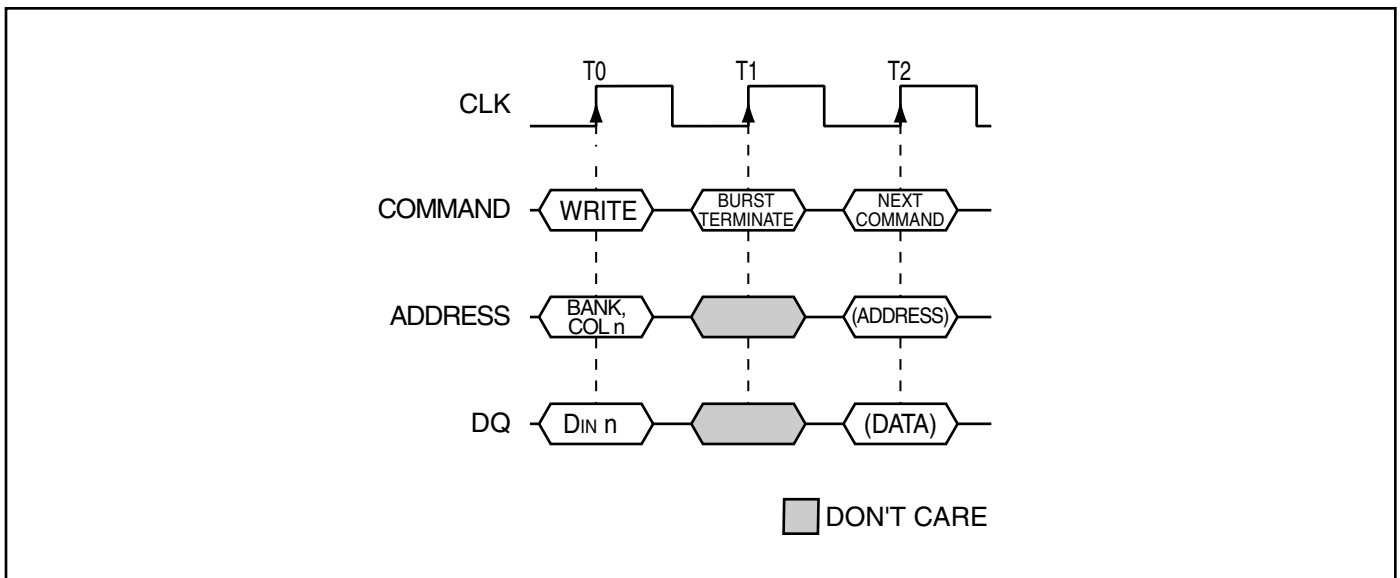 T0 T1 T2
CLK
COMMAND WRITE BURST TERMINATE NEXT COMMAND
ADDRESS BANK, COL n (ADDRESS)
DQ DIN n (DATA)
DON'T CARE